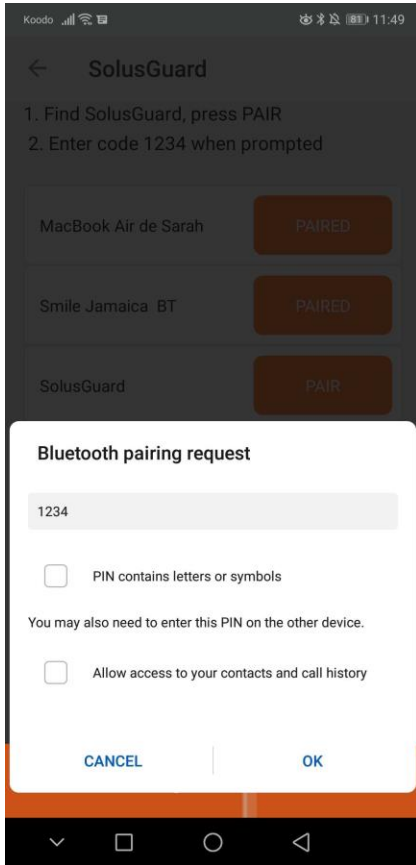 Koodo 81 11:49
SolusGuard
1. Find SolusGuard, press PAIR
2. Enter code 1234 when prompted
MacBook Air de Sarah PAIRED
Smile Jamaica BT PAIRED
SolusGuard PAIR
Bluetooth pairing request
1234
PIN contains letters or symbols
You may also need to enter this PIN on the other device.
Allow access to your contacts and call history
CANCEL OK